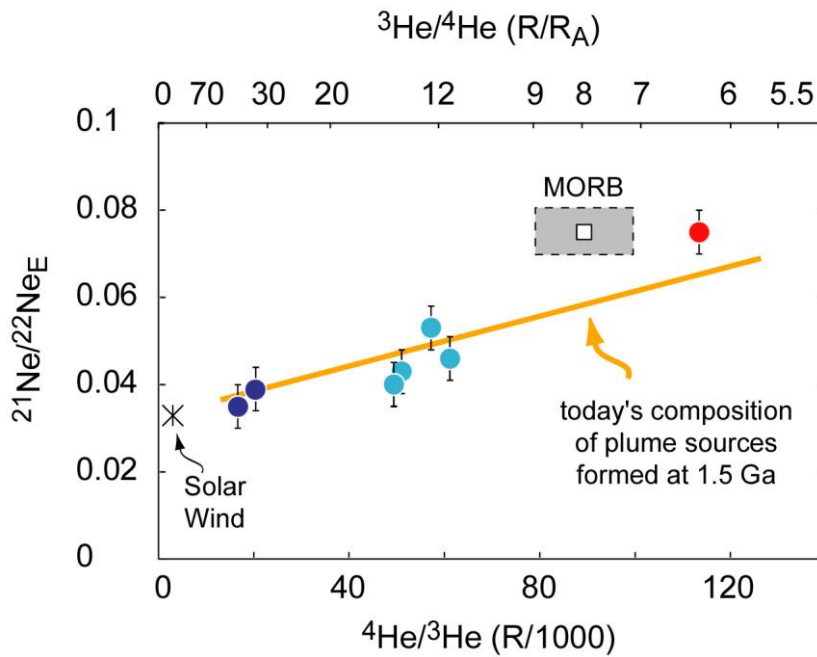 ³He/⁴He (R/R_A)
0 70 30 20 12 9 8 7 6 5.5
0.1
0.08
0.06
0.04
0.02
0
²¹Ne/²²Ne_E
MORB
today's composition
of plume sources
formed at 1.5 Ga
Solar
Wind
0 40 80 120
⁴He/³He (R/1000)